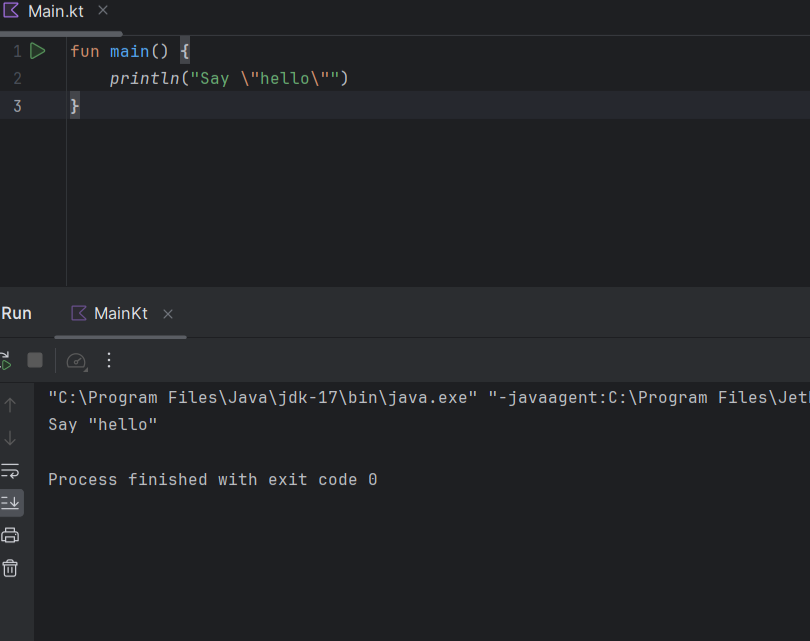 Main.kt
1 fun main() {
2     println("Say \"hello\"")
3 }
Run MainKt
"C:\Program Files\Java\jdk-17\bin\java.exe" "-javaagent:C:\Program Files\Jet
Say "hello"
Process finished with exit code 0